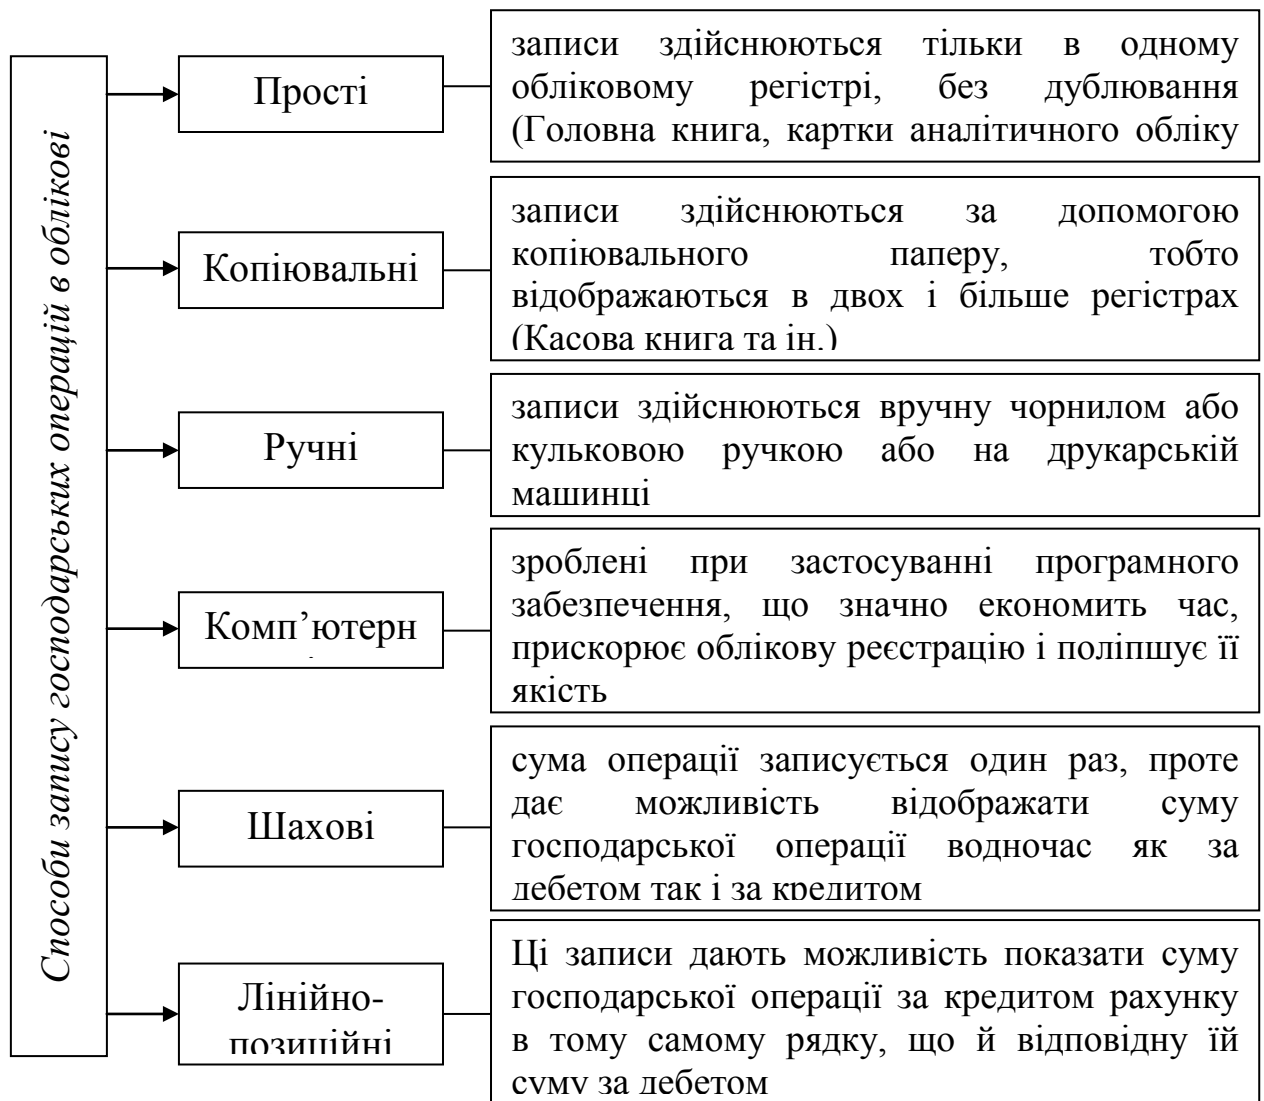 Способи запису господарських операцій в облікові
Прості
записи здійснюються тільки в одному
обліковому регістрі, без дублювання
(Головна книга, картки аналітичного обліку
Копіювальні
записи здійснюються за допомогою
копіювального паперу, тобто
відображаються в двох і більше регістрах
(Касова книга та ін.)
Ручні
записи здійснюються вручну чорнилом або
кульковою ручкою або на друкарській
машинці
Комп’ютерн
зроблені при застосуванні програмного
забезпечення, що значно економить час,
прискорює облікову реєстрацію і поліпшує її
якість
Шахові
сума операції записується один раз, проте
дає можливість відображати суму
господарської операції водночас як за
дебетом так і за кредитом
Лінійно-
позиційні
Ці записи дають можливість показати суму
господарської операції за кредитом рахунку
в тому самому рядку, що й відповідну їй
суму за дебетом